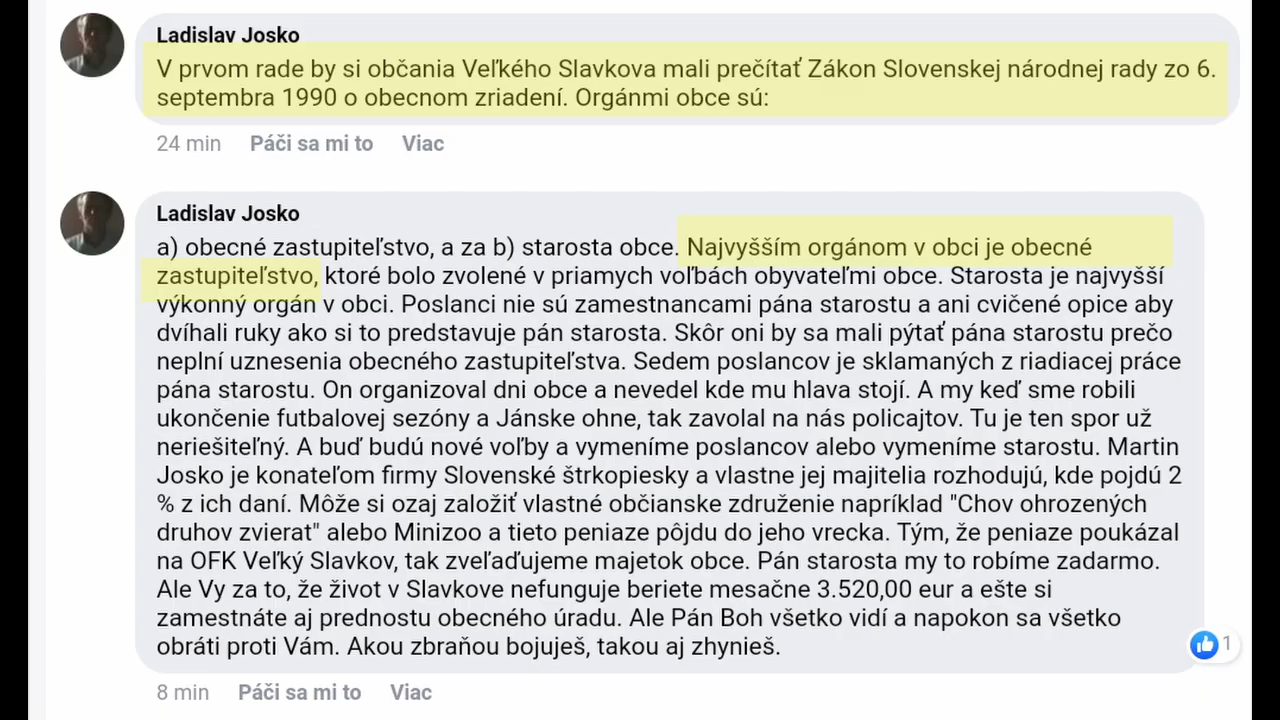 Ladislav Josko
V prvom rade by si občania Veľkého Slavkova mali prečítať Zákon Slovenskej národnej rady zo 6.
septembra 1990 o obecnom zriadení. Orgánmi obce sú:
24 min Páči sa mi to Viac
Ladislav Josko
a) obecné zastupiteľstvo, a za b) starosta obce. Najvyšším orgánom v obci je obecné
zastupiteľstvo, ktoré bolo zvolené v priamych voľbách obyvateľmi obce. Starosta je najvyšší
výkonný orgán v obci. Poslanci nie sú zamestnancami pána starostu a ani cvičené opice aby
dvíhali ruky ako si to predstavuje pán starosta. Skôr oni by sa mali pýtať pána starostu prečo
neplní uznesenia obecného zastupiteľstva. Sedem poslancov je sklamaných z riadiacej práce
pána starostu. On organizoval dni obce a nevedel kde mu hlava stojí. A my keď sme robili
ukončenie futbalovej sezóny a Jánske ohne, tak zavolal na nás policajtov. Tu je ten spor už
neriešiteľný. A buď budú nové voľby a vymeníme poslancov alebo vymeníme starostu. Martin
Josko je konateľom firmy Slovenské štrkopiesky a vlastne jej majitelia rozhodujú, kde pojdú 2
% z ich daní. Môže si ozaj založiť vlastné občianske združenie napríklad "Chov ohrozených
druhov zvierat" alebo Minizoo a tieto peniaze pôjdu do jeho vrecka. Tým, že peniaze poukázal
na OFK Veľký Slavkov, tak zveľaďujeme majetok obce. Pán starosta my to robíme zadarmo.
Ale Vy za to, že život v Slavkove nefunguje beriete mesačne 3.520,00 eur a ešte si
zamestnáte aj prednostu obecného úradu. Ale Pán Boh všetko vidí a napokon sa všetko
obráti proti Vám. Akou zbraňou bojuješ, takou aj zhynieš.
1
8 min Páči sa mi to Viac